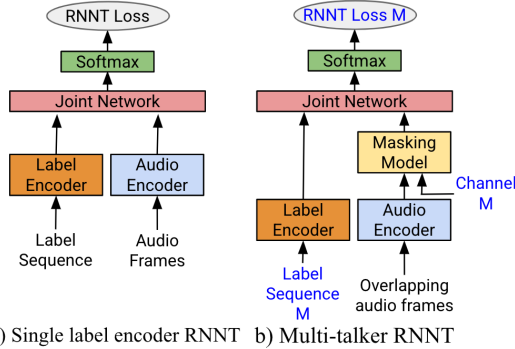 RNNT Loss
Softmax
Joint Network
Label
Encoder
Audio
Encoder
Label
Sequence
Audio
Frames
) Single label encoder RNNT
RNNT Loss M
Softmax
Joint Network
Masking
Model
Channel
M
Label
Encoder
Audio
Encoder
Label
Sequence
M
Overlapping
audio frames
b) Multi-talker RNNT